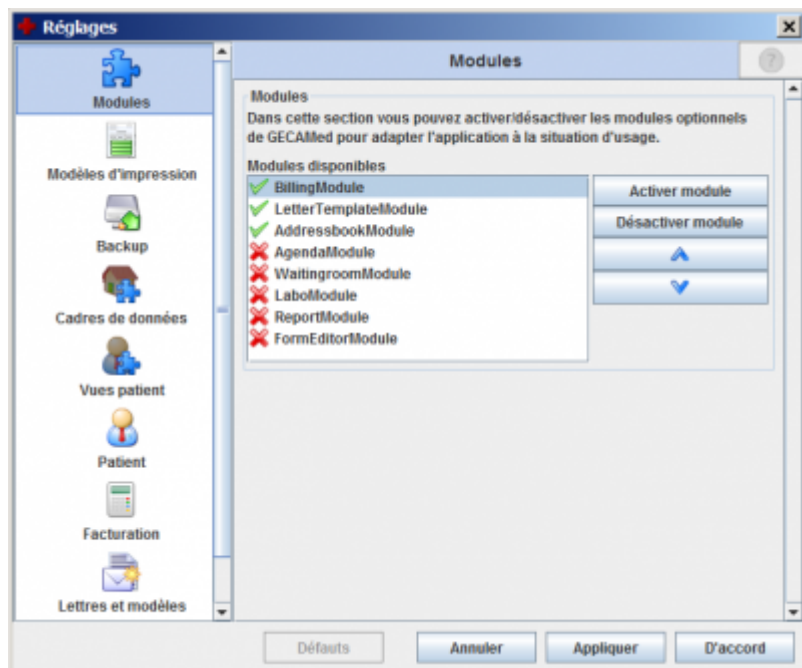 Réglages
Modules
Modèles d'impression
Backup
Cadres de données
Vues patient
Patient
Facturation
Lettres et modèles
Modules
?
Modules
Dans cette section vous pouvez activer/désactiver les modules optionnels
de GECAMed pour adapter l'application à la situation d'usage.
Modules disponibles
BillingModule
LetterTemplateModule
AddressbookModule
AgendaModule
WaitingroomModule
LaboModule
ReportModule
FormEditorModule
Activer module
Désactiver module
Défauts
Annuler
Appliquer
D'accord